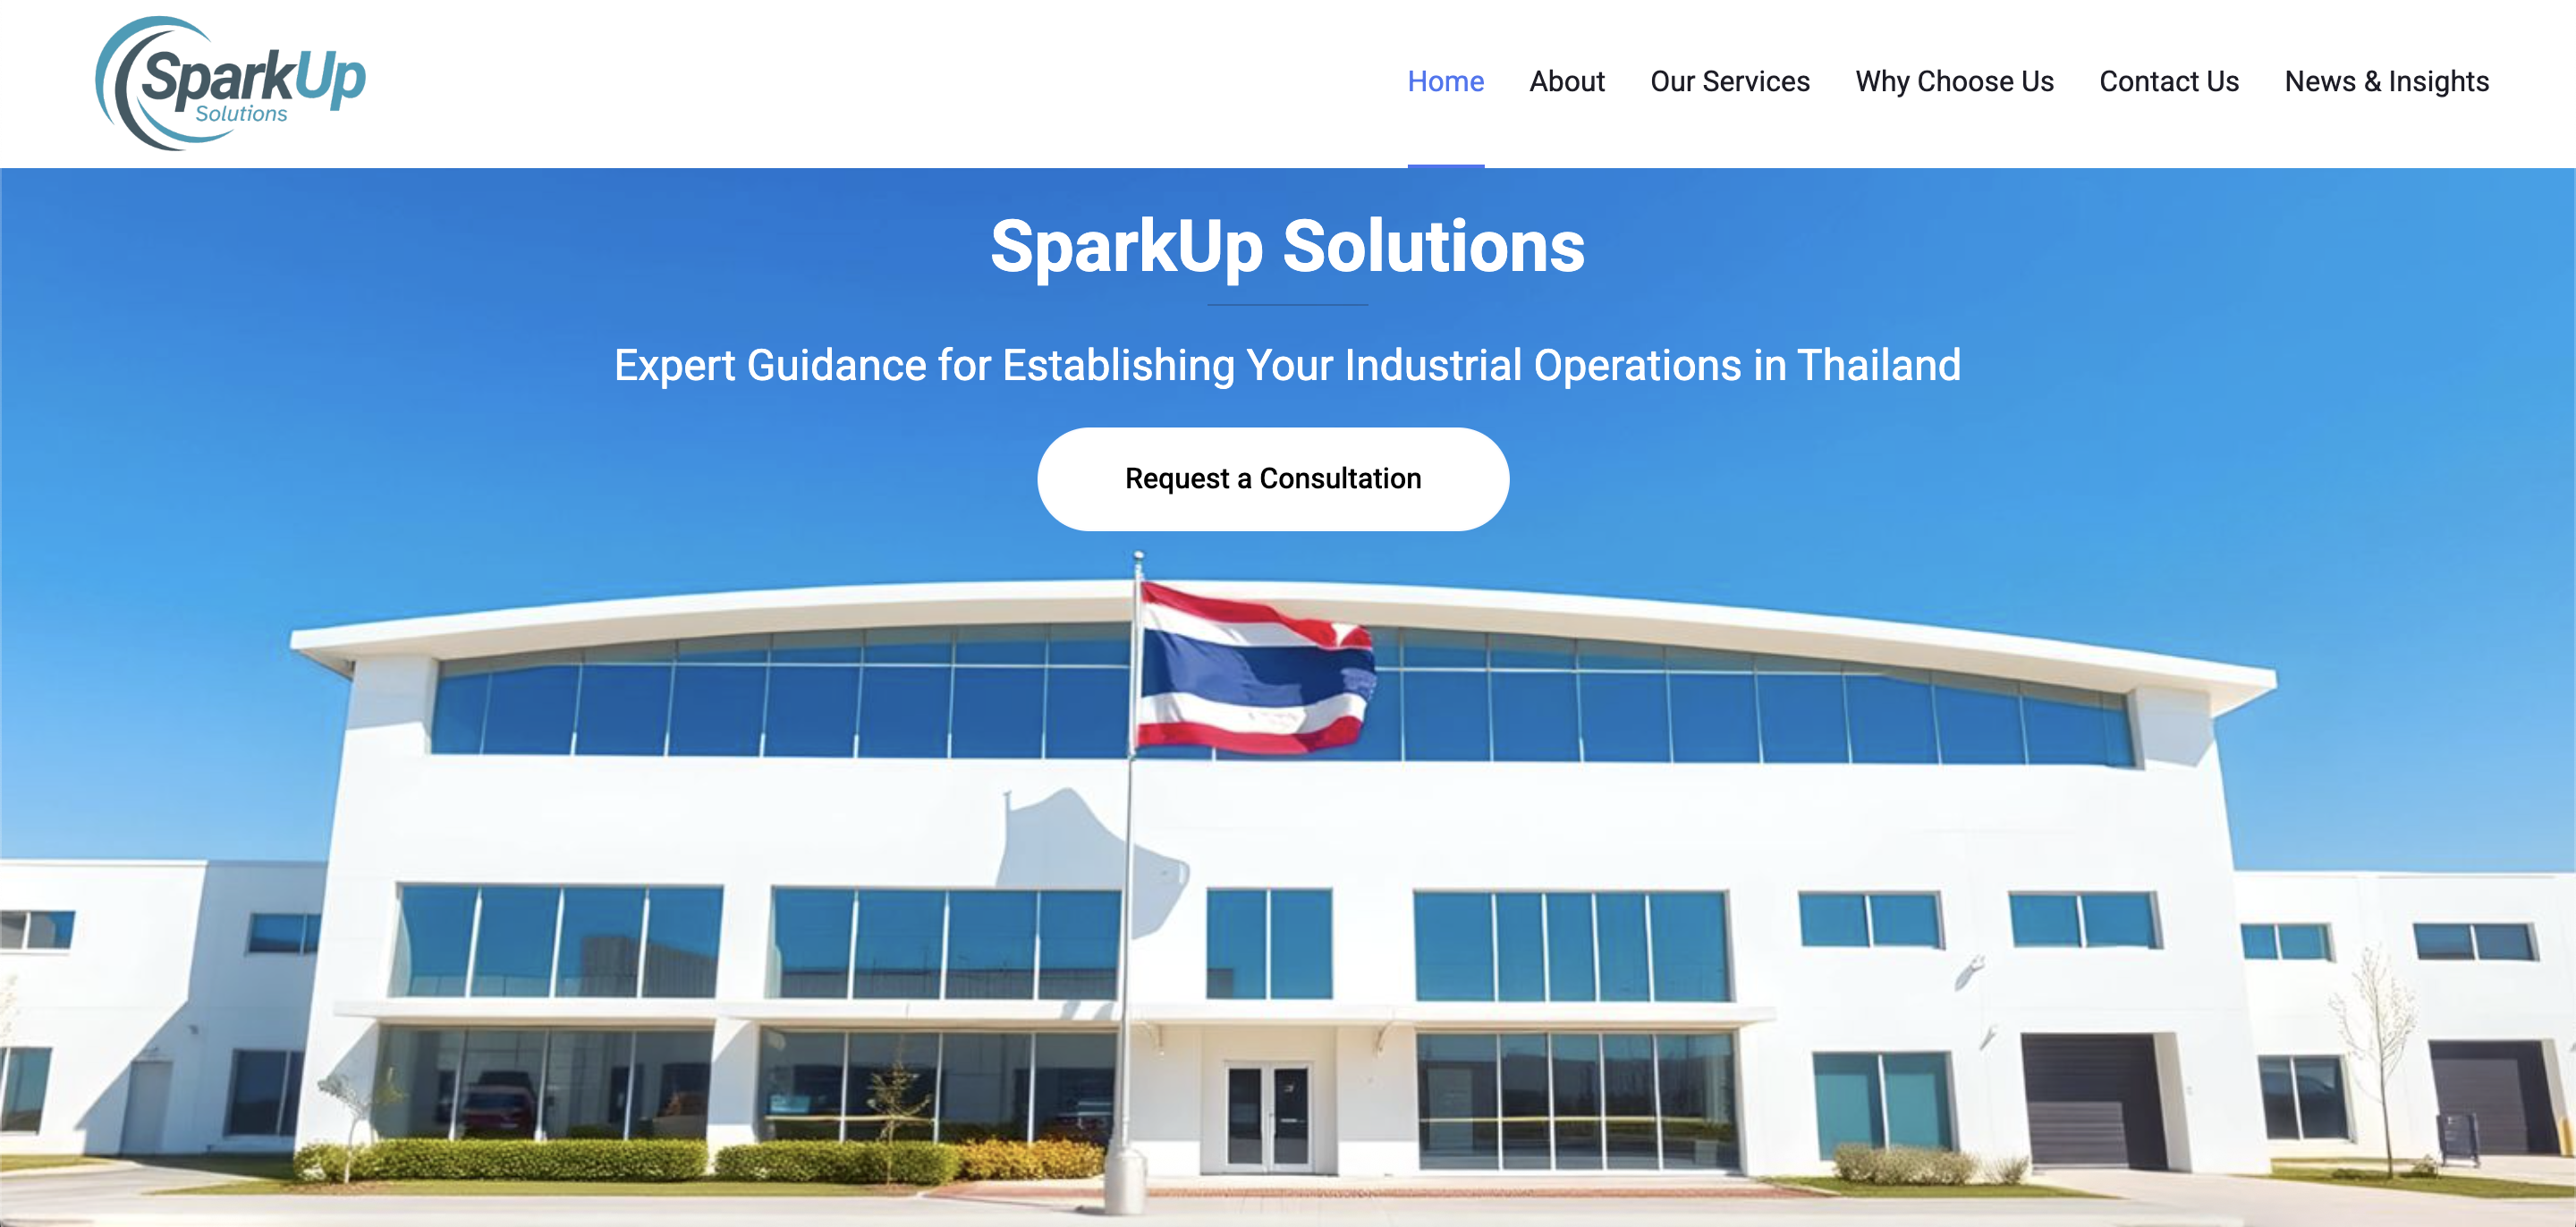 SparkUp
Solutions
Home
About
Our Services
Why Choose Us
Contact Us
News & Insights
SparkUp Solutions
Expert Guidance for Establishing Your Industrial Operations in Thailand
Request a Consultation